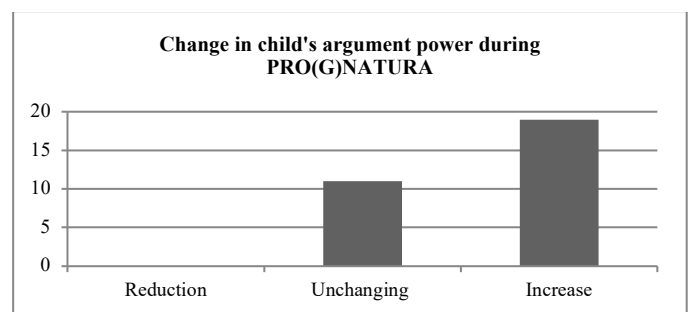 Change in child's argument power during
PRO(G)NATURA
20
15
10
5
0
Reduction Unchanging Increase